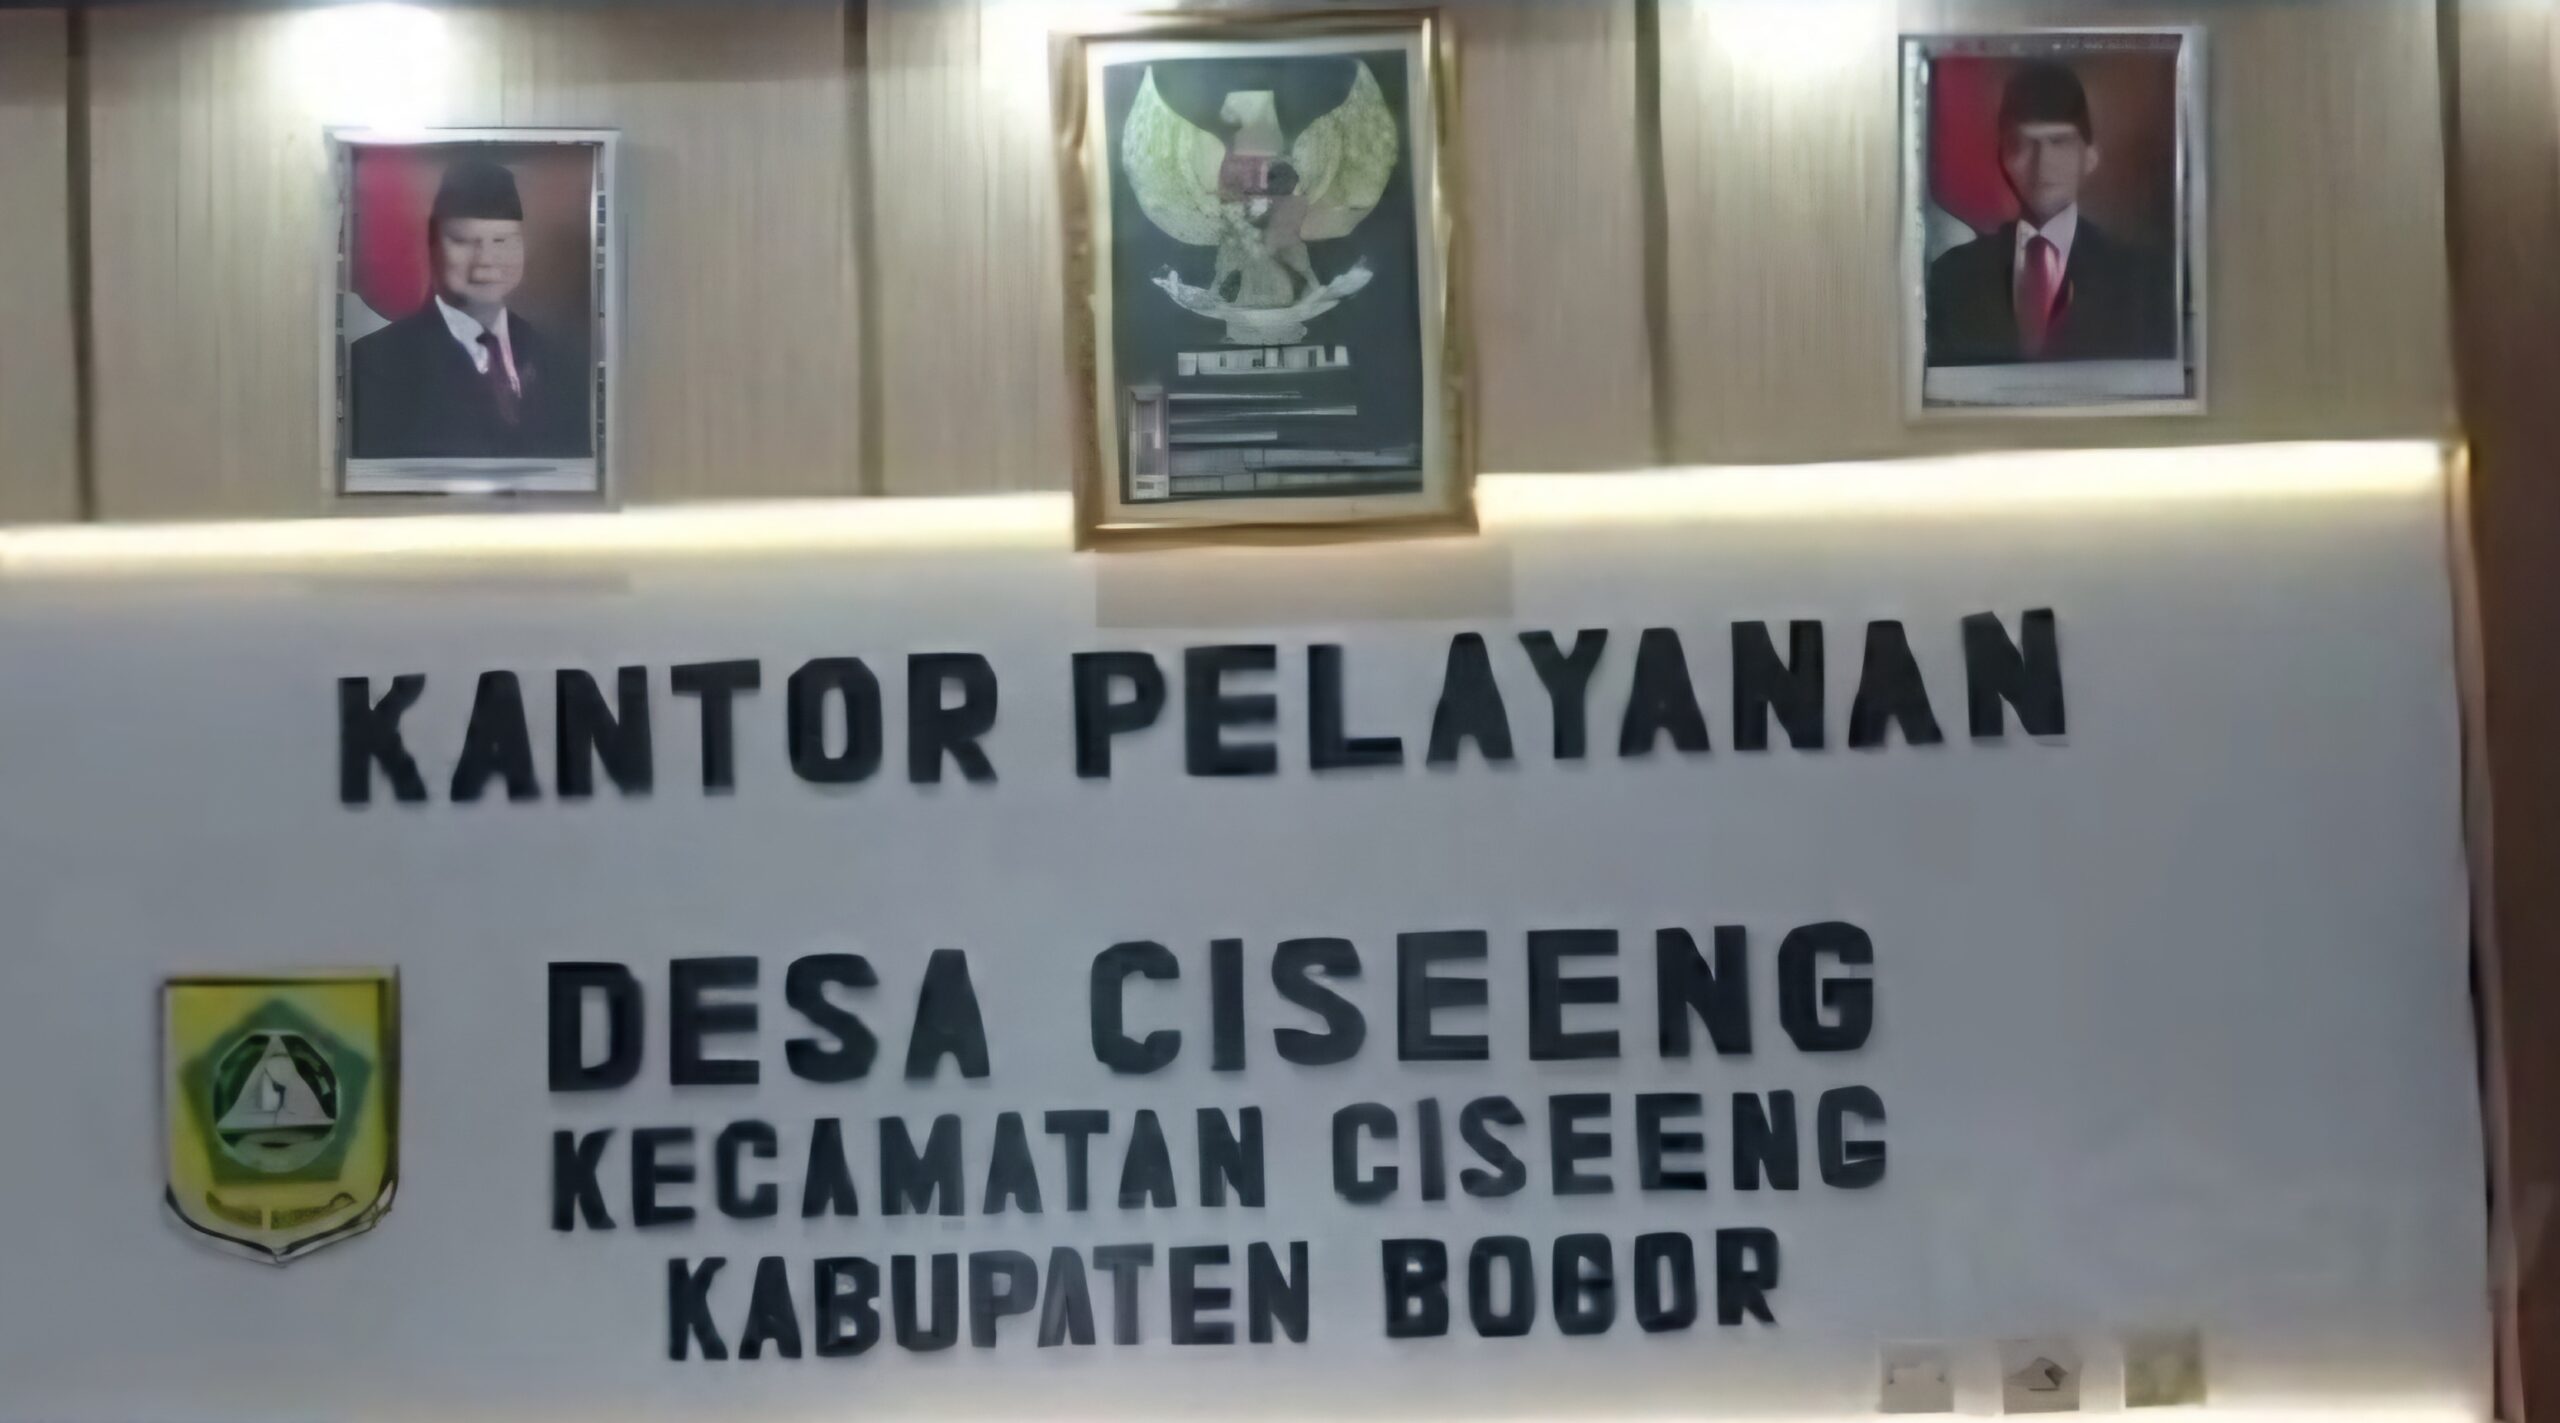 KANTOR PELAYANAN
DESA CISEENG
KECAMATAN CISEENG
KABUPATEN BOGOR